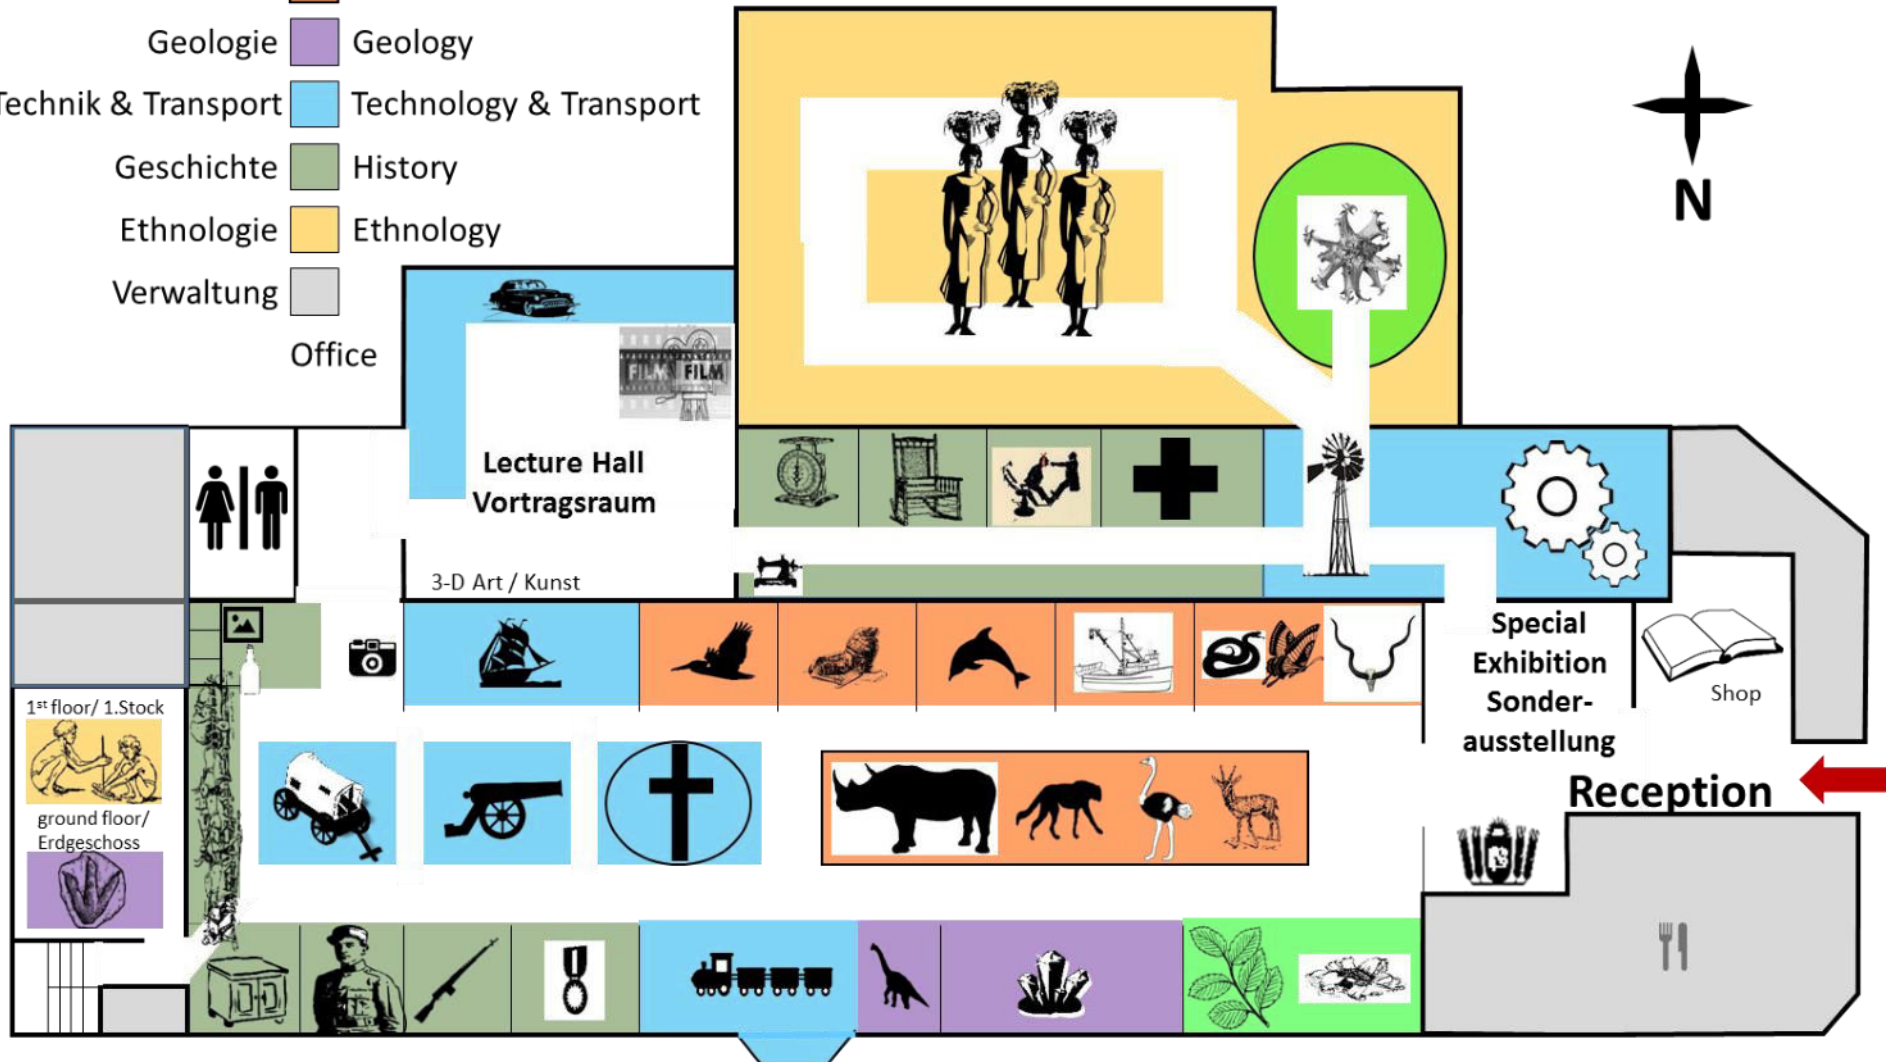 Geologie Geology
Technik & Transport Technology & Transport
Geschichte History
Ethnologie Ethnology
Verwaltung
Office
N
FILM FILM
Lecture Hall
Vortragsraum
3-D Art / Kunst
Special
Exhibition
Sonder-
ausstellung
Shop
Reception
1st floor/ 1.Stock
ground floor/
Erdgeschoss